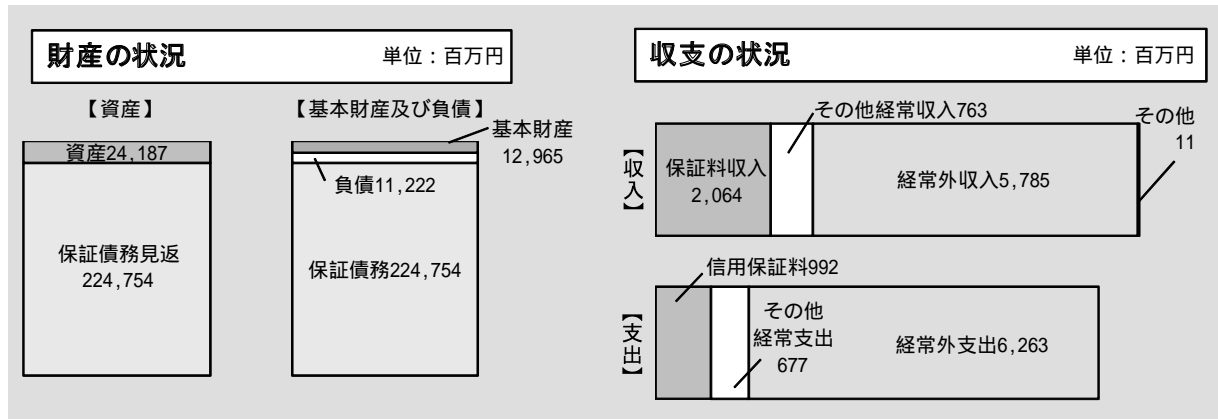 財産の状況 単位：百万円
【資産】
【基本財産及び負債】
資産24,187
保証債務見返
224,754
基本財産
12,965
負債11,222
保証債務224,754
収支の状況 単位：百万円
【収入】
その他経常収入763
その他
11
保証料収入
2,064
経常外収入5,785
【支出】
信用保証料992
その他
経常支出
677
経常外支出6,263